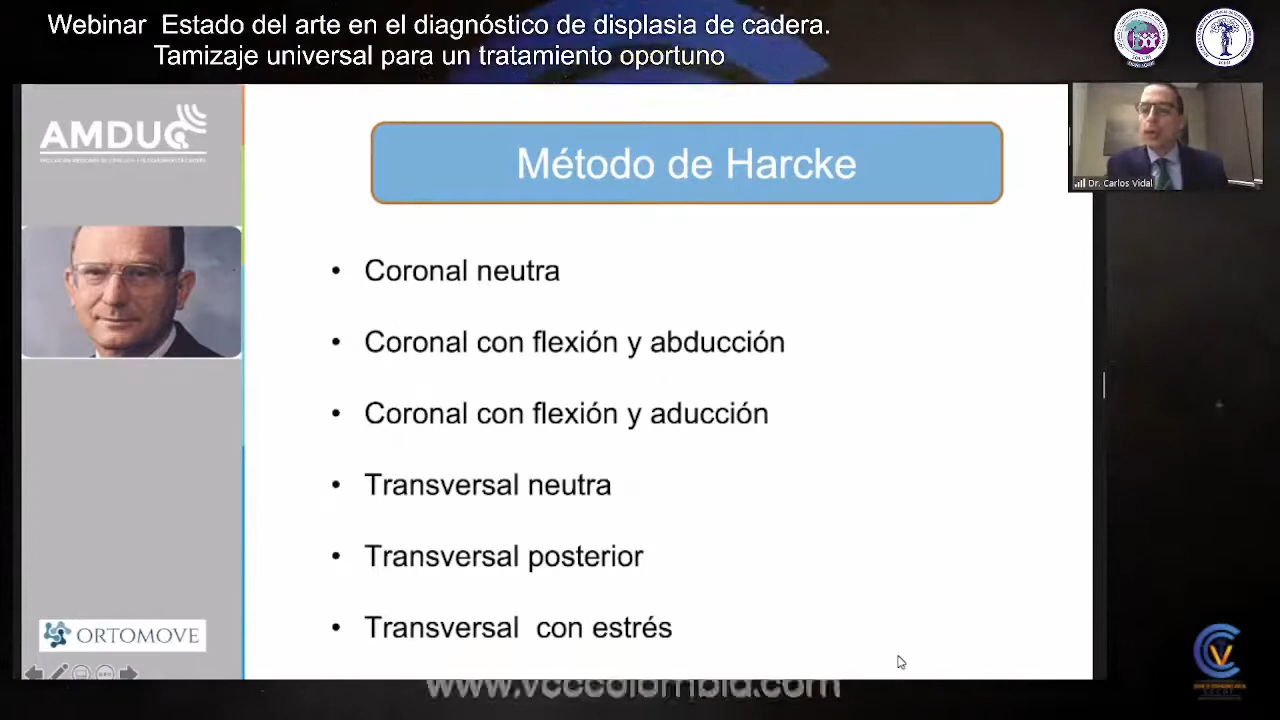 Webinar Estado del arte en el diagnóstico de displasia de cadera.
Tamizaje universal para un tratamiento oportuno
AMDUC
Dr. Carlos Vidal
Método de Harcke
• Coronal neutra
• Coronal con flexión y abducción
• Coronal con flexión y aducción
• Transversal neutra
• Transversal posterior
• Transversal con estrés
ORTOMOVE
www.vcccolombia.com